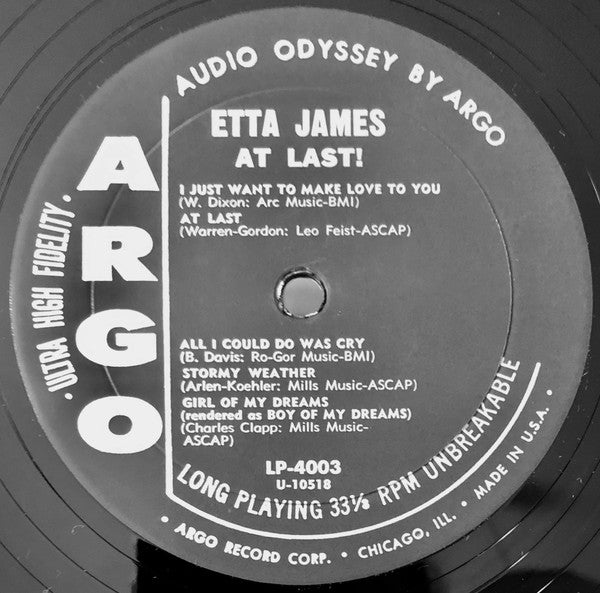 AUDIO ODYSSEY BY ARGO
ARGO
• ULTRA HIGH FIDELITY •
ETTA JAMES
AT LAST!
I JUST WANT TO MAKE LOVE TO YOU
(W. Dixon: Arc Music-BMI)
AT LAST
(Warren-Gordon: Leo Feist-ASCAP)
ALL I COULD DO WAS CRY
(B. Davis: Ro-Gor Music-BMI)
STORMY WEATHER
(Arlen-Koehler: Mills Music-ASCAP)
GIRL OF MY DREAMS
(rendered as BOY OF MY DREAMS)
(Charles Clapp: Mills Music-
ASCAP)
LP-4003
U-10518
LONG PLAYING 33⅓ RPM UNBREAKABLE
• ARGO RECORD CORP. • CHICAGO, ILL. • MADE IN U.S.A. •